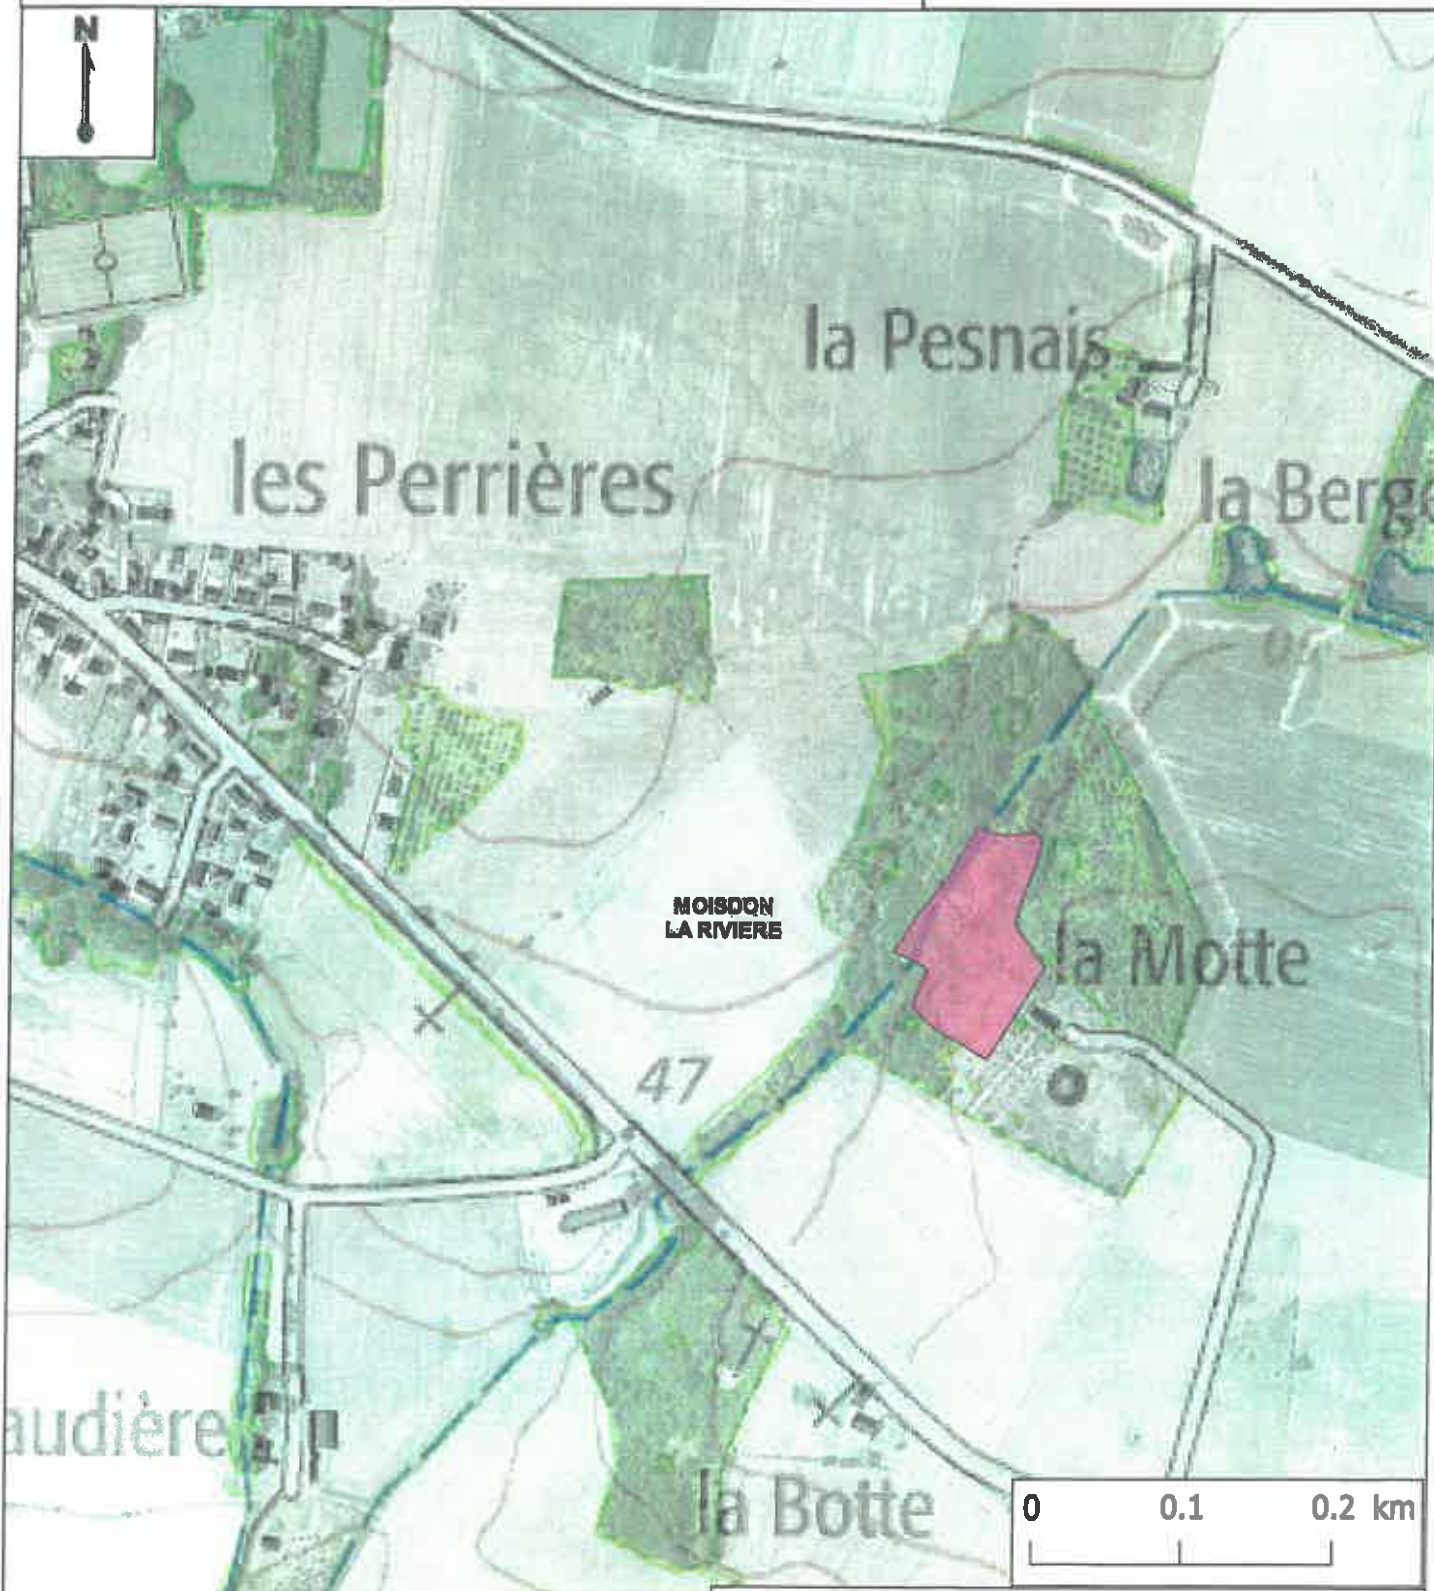 N
la Pesnais
les Perrières
la Berge
MOISDON
LA RIVIERE
la Motte
47
audière
la Botte
0 0.1 0.2 km